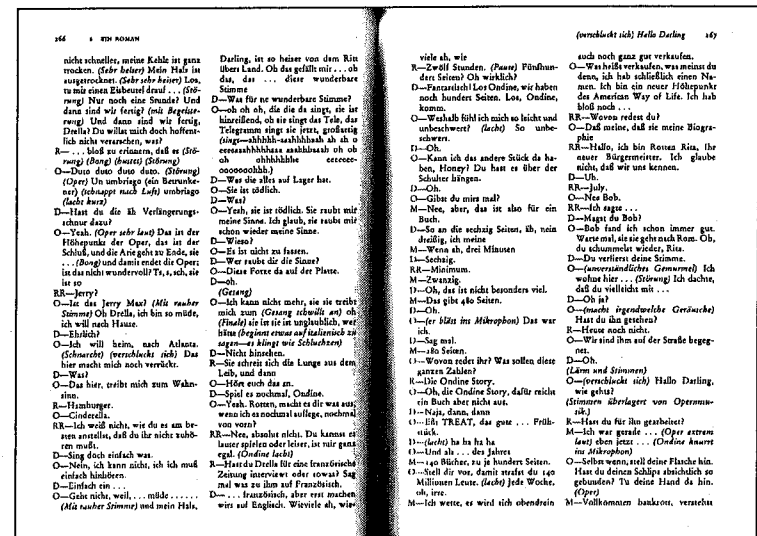 266 a EIN ROMAN
nicht schneller, meine Kehle ist ganz
trocken. (Sehr heiser) Mein Hals ist
ausgetrocknet. (Sehr sehr heiser) Los,
tu mir einen Eisbeutel drauf ... (Stö-
rung) Nur noch eine Stunde? Und
dann sind wir fertig? (mit Begeiste-
rung) Und dann sind wir fertig,
Drella? Du willst mich doch hoffent-
lich nicht verarschen, was?
R— ... bloß zu erinnern, daß es (Stö-
rung) (Bong) (hustet) (Störung)
O—Duto duto duto duto. (Störung)
(Oper) Un umbriago (ein Betrunke-
ner) (schnappt nach Luft) umbriago
(lacht kurz)
D—Hast du die äh Verlängerungs-
schnur dazu?
O—Yeah. (Oper sehr laut) Das ist der
Höhepunkt der Oper, das ist der
Schluß, und die Arie geht zu Ende, sie
... (Bong) und damit endet die Oper;
ist das nicht wundervoll? Ts, s, sch, sie
ist so
RR—Jerry?
O—Ist das Jerry Max? (Mit rauher
Stimme) Oh Drella, ich bin so müde,
ich will nach Hause.
D—Ehrlich?
O—Ich will heim, nach Atlanta.
(Schnarcht) (verschluckt sich) Das
hier macht mich noch verrückt.
D—Was?
O—Das hier, treibt mich zum Wahn-
sinn.
R—Hamburger.
O—Cinderella.
RR—Ich weiß nicht, wie du es am be-
sten anstellst, daß du ihr nicht zuhö-
ren mußt.
D—Sing doch einfach was.
O—Nein, ich kann nicht, ich ich muß
einfach hinhören.
D—Einfach ein ...
O—Geht nicht, weil, ... müde ......
(Mit rauher Stimme) und mein Hals,
Darling, ist so heiser von dem Ritt
übers Land. Ob das gefällt mir ... ob
das, das ... diese wunderbare
Stimme
D—Was für ne wunderbare Stimme?
O—oh oh oh, die die da singt, sie ist
hinreißend, oh sie singt das Tele, das
Telegramm singt sie jetzt, großartig
D—Was die alles auf Lager hat.
O—Sie ist tödlich.
D—Was?
O—Yeah, sie ist tödlich. Sie raubt mir
meine Sinne. Ich glaub, sie raubt mir
schon wieder meine Sinne.
D—Wieso?
O—Es ist nicht zu fassen.
D—Wer raubt dir die Sinne?
O—Diese Fotze da auf der Platte.
D—oh.
(Gesang)
O—Ich kann nicht mehr, sie sie treibt
mich zum (Gesang schwillt an) oh
(Finale) sie ist sie ist unglaublich, wer
hätte (beginnt etwas auf italienisch zu
sagen—es klingt wie Schluchzen)
D—Nicht hinsehen.
R—Sie schreit sich die Lunge aus dem
Leib, und dann
O—Hört euch das an.
D—Spiel es nochmal, Ondine.
O—Yeah. Rotten, macht es dir was aus,
wenn ich es nochmal auflege, nochmal
von vorn?
RR—Nee, absolut nicht. Du kannst es
lauter spielen oder leiser, ist mir ganz
egal. (Ondine lacht)
R—Hast du Drella für eine französische
Zeitung interviewt oder sowas? Sag
mal was zu ihm auf Französisch.
D— ... französisch, aber erst machen
wirs auf Englisch. Wieviele äh, wie-
(verschluckt sich) Hallo Darling 267
viele äh, wie
R—Zwölf Stunden. (Pause) Fünfhun-
dert Seiten? Oh wirklich?
D—Fantastisch! Los Ondine, wir haben
noch hundert Seiten. Los, Ondine,
komm.
O—Weshalb fühl ich mich so leicht und
unbeschwert? (lacht) So unbe-
schwert.
D—Oh.
O—Kann ich das andere Stück da ha-
ben, Honey? Du hast es über der
Schulter hängen.
D—Oh.
O—Gibst du mirs mal?
M—Nee, aber, das ist also für ein
Buch.
D—So an die sechzig Seiten, äh, nein
dreißig, ich meine
M—Wenn äh, drei Minuten
D—Sechzig.
RR—Minimum.
M—Zwanzig.
D—Oh, das ist nicht besonders viel.
M—Das gibt 480 Seiten.
D—Oh.
O—(er bläst ins Mikrophon) Das war
ich.
D—Sag mal.
M—280 Seiten.
O—Wovon redet ihr? Was sollen diese
ganzen Zahlen?
R—Die Ondine Story.
O—Oh, die Ondine Story, dafür reicht
ein Buch aber nicht aus.
D—Naja, dann, dann
O—Eßt TREAT, das gute ... Früh-
stück.
D—(lacht) ha ha ha ha
O—Und als ... des Jahres
M—140 Bücher, zu je hundert Seiten.
O—Stell dir vor, damit strafst du 140
Millionen Leute. (lacht) Jede Woche,
oh, irre.
M—Ich wette, es wird sich obendrein
auch noch ganz gut verkaufen.
O—Was heißt verkaufen, was meinst du
denn, ich hab schließlich einen Na-
men. Ich bin ein neuer Höhepunkt
des American Way of Life. Ich hab
bloß noch ...
RR—Wovon redest du?
O—Daß meine, daß sie meine Biogra-
phie
RR—Hallo, ich bin Rotten Rita, Ihr
neuer Bürgermeister. Ich glaube
nicht, daß wir uns kennen.
D—Uh.
RR—July.
O—Nee Bob.
RR—Ich sagte ...
D—Magst du Bob?
O—Bob fand ich schon immer gut.
Warte mal, sie sie geht nach Rom. Oh,
du schummelst wieder, Rita.
D—Du verlierst deine Stimme.
O—(unverständliches Gemurmel) Ich
wohne hier ... (Störung) Ich dachte,
daß du vielleicht mit ...
D—Oh ja?
O—(macht irgendwelche Geräusche)
Hast du ihn gesehen?
R—Heute noch nicht.
O—Wir sind ihm auf der Straße begeg-
net.
D—Oh.
(Lärm und Stimmen)
O—(verschluckt sich) Hallo Darling,
wie gehts?
(Stimmen überlagert von Opernmu-
sik.)
R—Hast du für ihn gearbeitet?
M—Ich war gerade ... (Oper extrem
laut) eben jetzt ... (Ondine knurrt
ins Mikrophon)
O—Selbst wenn, stell deine Flasche hin.
Hast du deinen Schlips absichtlich so
gebunden? Tu deine Hand da hin.
(Oper)
M—Vollkommen bankrott, verstehst